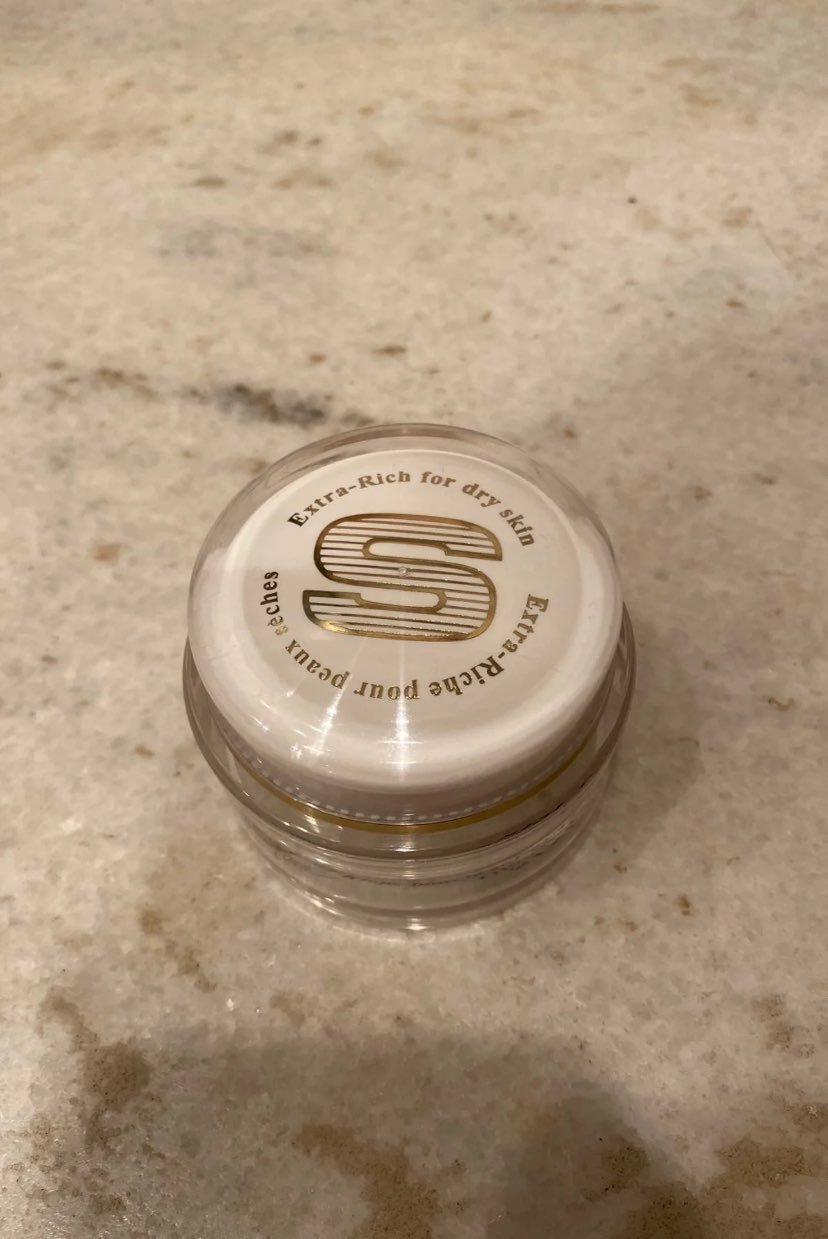 Extra-Rich for dry skin
S
Extra-Riche pour peaux sèches